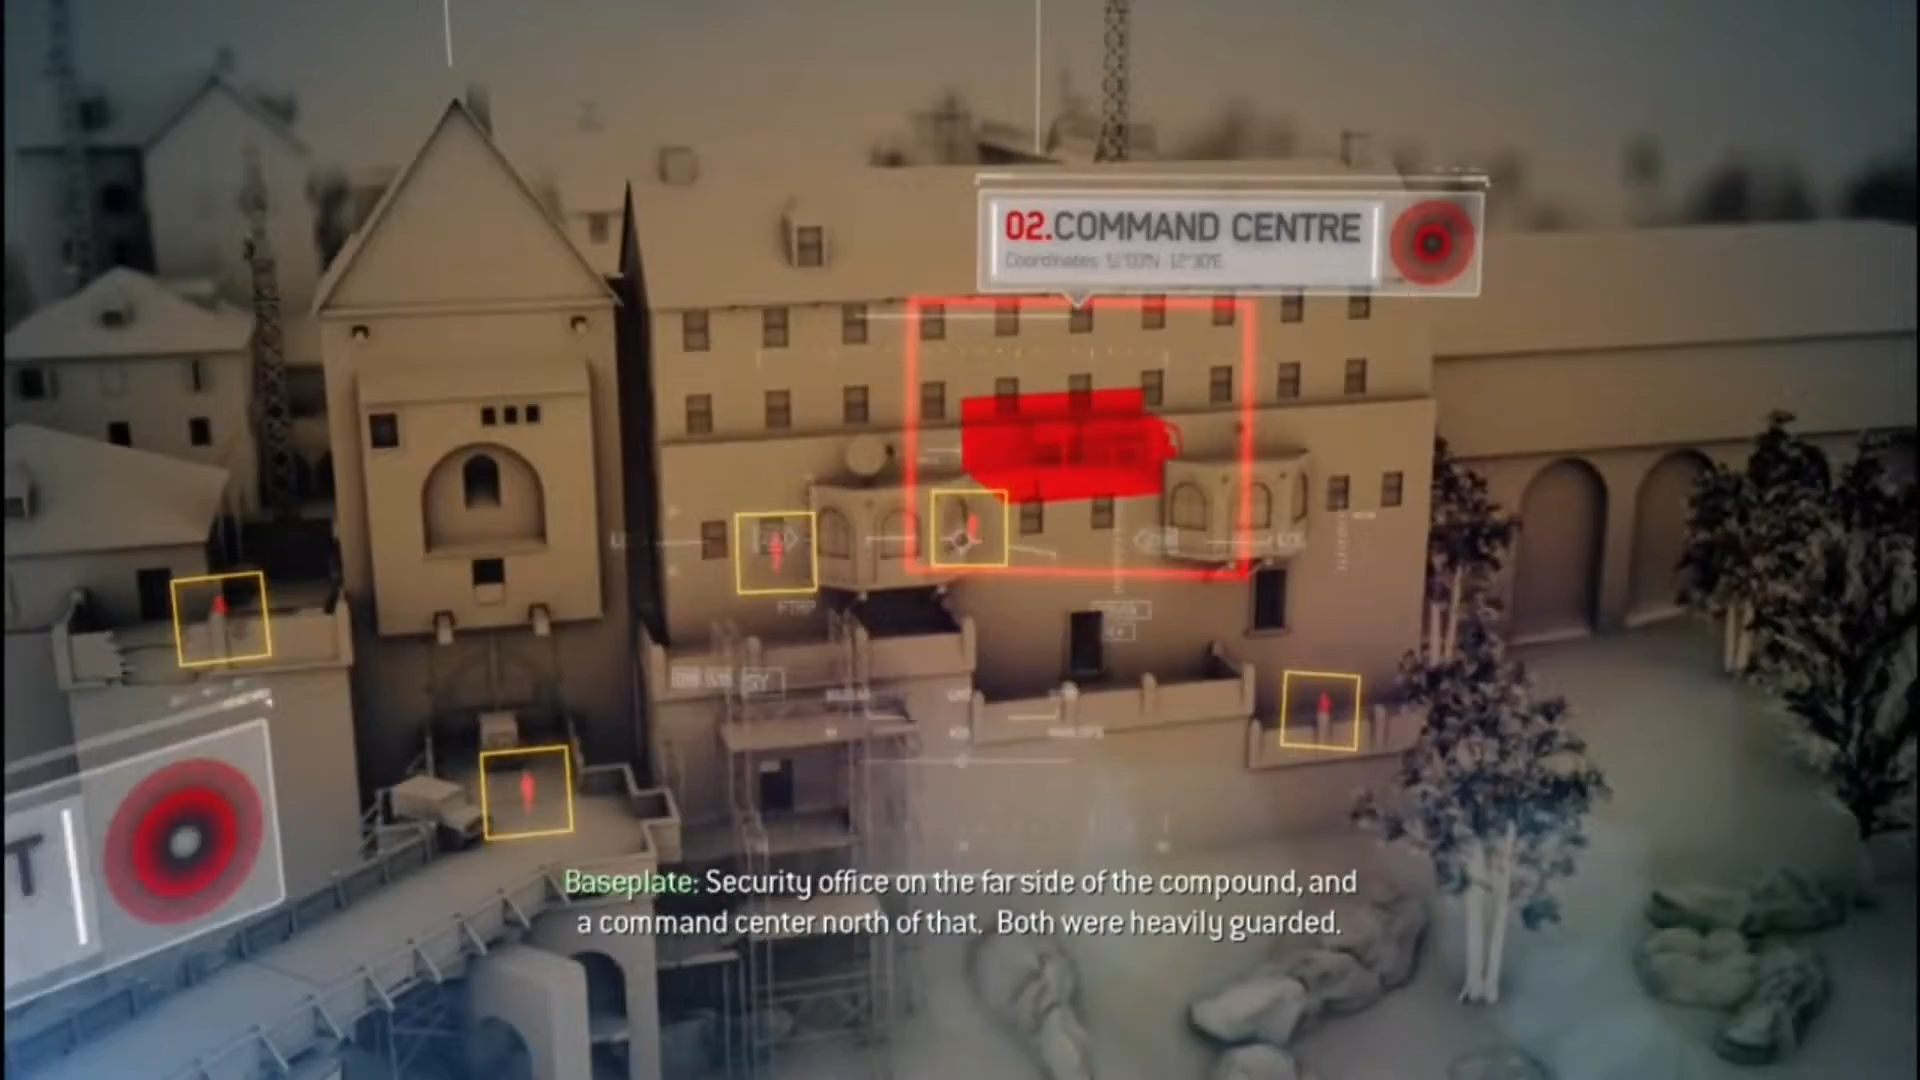 02.COMMAND CENTRE
Coordinates
T
Baseplate: Security office on the far side of the compound, and
a command center north of that. Both were heavily guarded.